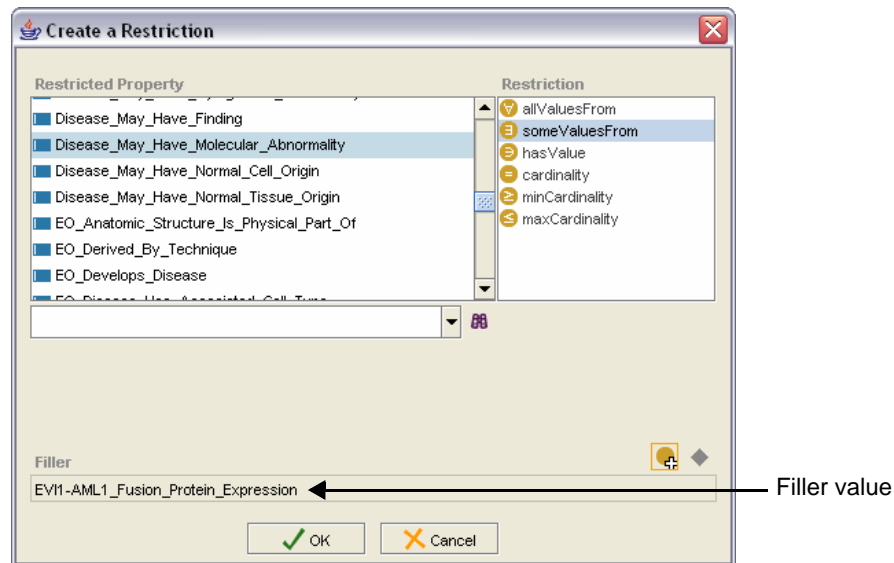 Create a Restriction
Restricted Property
Disease_May_Have_Finding
Disease_May_Have_Molecular_Abnormality
Disease_May_Have_Normal_Cell_Origin
Disease_May_Have_Normal_Tissue_Origin
EO_Anatomic_Structure_Is_Physical_Part_Of
EO_Derived_By_Technique
EO_Develops_Disease
EO_Disease_Has_Associated_Cell_Type
Restriction
allValuesFrom
someValuesFrom
hasValue
cardinality
minCardinality
maxCardinality
Filler
EVI1-AML1_Fusion_Protein_Expression
Filler value
OK
Cancel